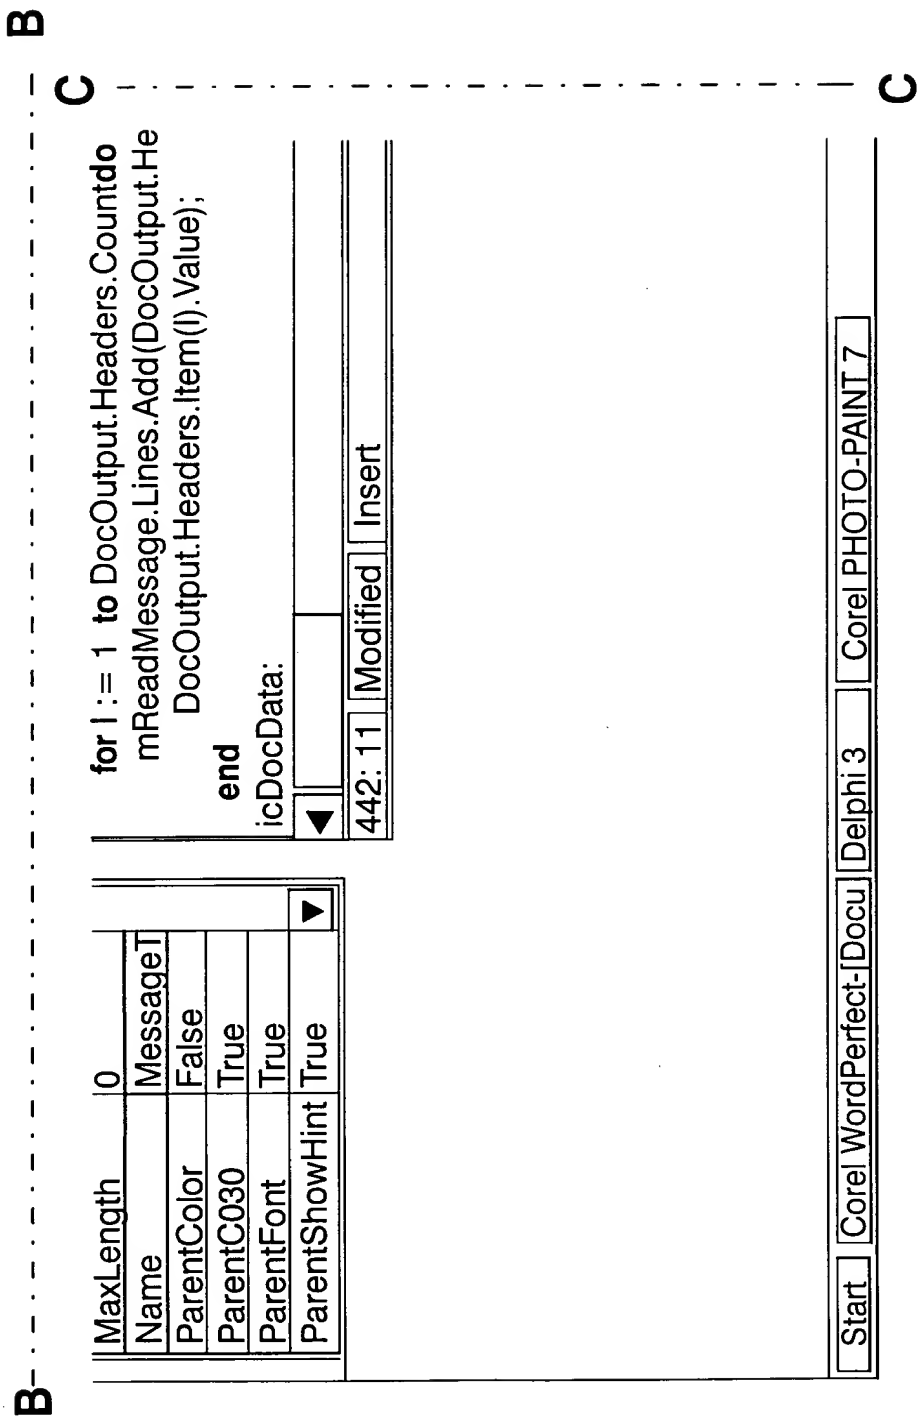 B
B
C
MaxLength 0
Name MessageT
ParentColor False
ParentC030 True
ParentFont True
ParentShowHint True
for I := 1 to DocOutput.Headers.Countdo
mReadMessage.Lines.Add(DocOutput.He
DocOutput.Headers.Item(I).Value);
end
icDocData:
442: 11 Modified Insert
Start Corel WordPerfect-[Docu Delphi 3 Corel PHOTO-PAINT 7
C